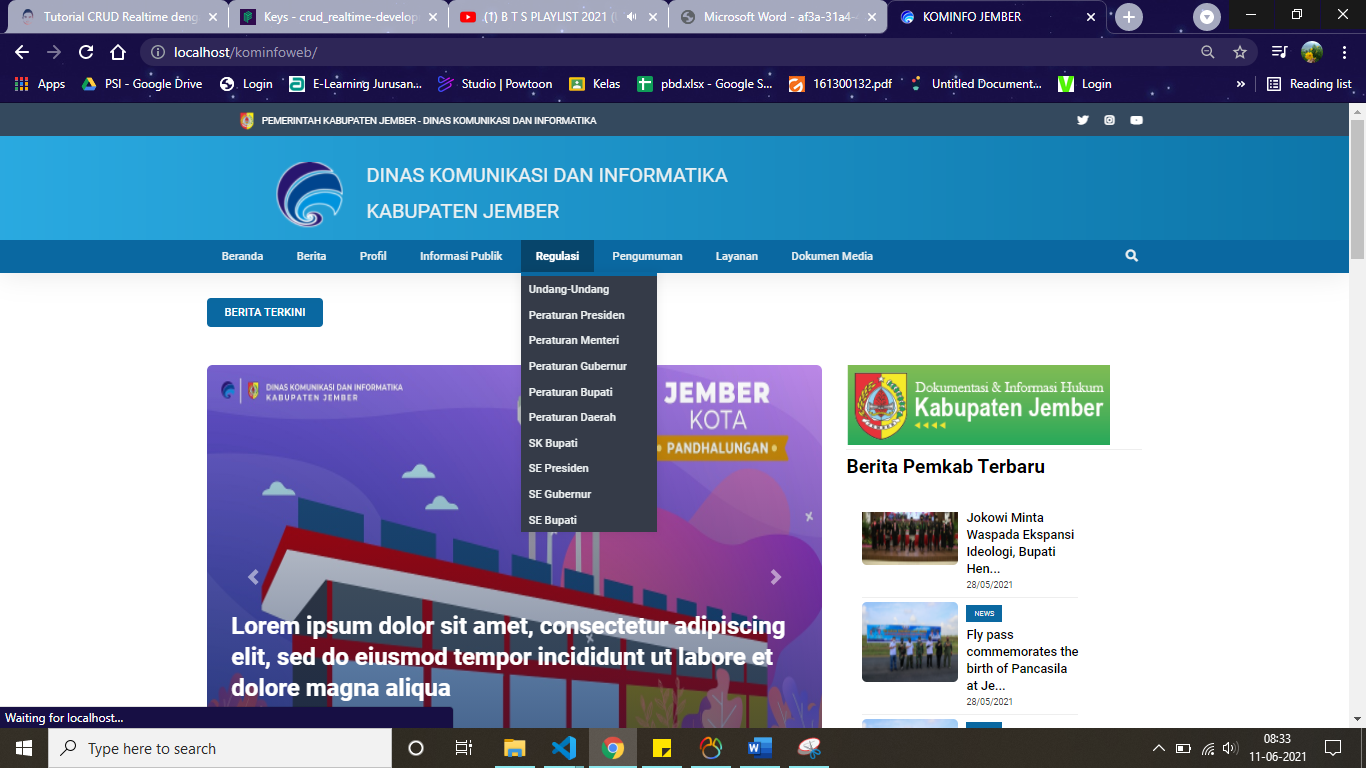 Tutorial CRUD Realtime deng
Keys - crud_realtime-develop
(1) B T S PLAYLIST 2021 (
Microsoft Word - af3a-31a4-
KOMINFO JEMBER
localhost/kominfoweb/
Apps
PSI - Google Drive
Login
E-Learning Jurusan...
Studio | Powtoon
Kelas
pbd.xlsx - Google S...
161300132.pdf
Untitled Document...
Login
»
Reading list
PEMERINTAH KABUPATEN JEMBER - DINAS KOMUNIKASI DAN INFORMATIKA
DINAS KOMUNIKASI DAN INFORMATIKA
KABUPATEN JEMBER
Beranda
Berita
Profil
Informasi Publik
Regulasi
Pengumuman
Layanan
Dokumen Media
Undang-Undang
Peraturan Presiden
Peraturan Menteri
Peraturan Gubernur
Peraturan Bupati
Peraturan Daerah
SK Bupati
SE Presiden
SE Gubernur
SE Bupati
BERITA TERKINI
DINAS KOMUNIKASI DAN INFORMATIKA
KABUPATEN JEMBER
JEMBER
KOTA
PANDHALUNGAN
Lorem ipsum dolor sit amet, consectetur adipiscing
elit, sed do eiusmod tempor incididunt ut labore et
dolore magna aliqua
Dokumentasi & Informasi Hukum
Kabupaten Jember
Berita Pemkab Terbaru
Jokowi Minta
Waspada Ekspansi
Ideologi, Bupati
Hen...
28/05/2021
NEWS
Fly pass
commemorates the
birth of Pancasila
at Je...
28/05/2021
Waiting for localhost...
Type here to search
08:33
11-06-2021